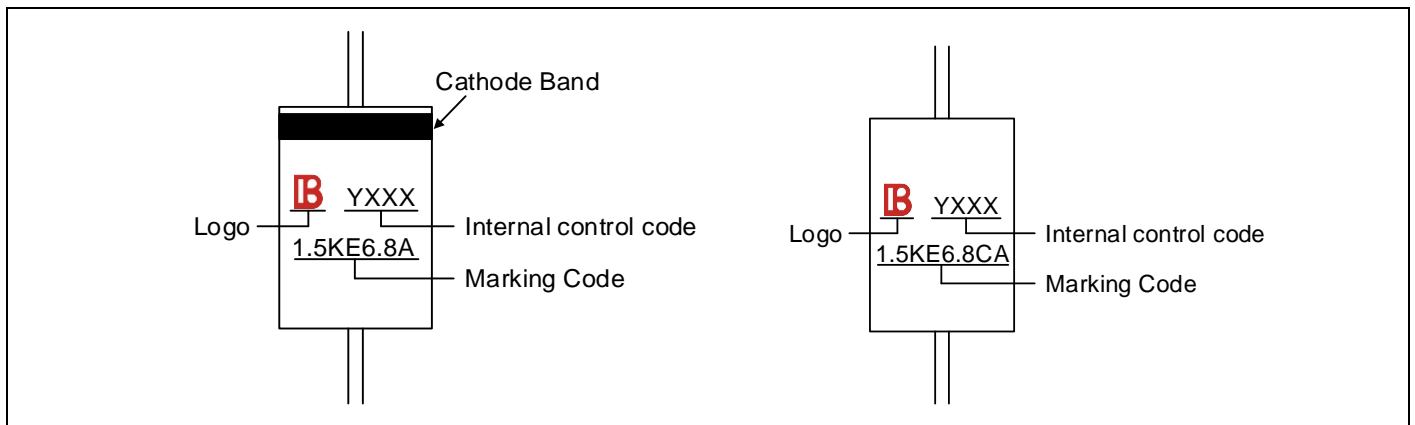 Cathode Band
B YXXX
Logo Internal control code
1.5KE6.8A
Marking Code
B YXXX
Logo Internal control code
1.5KE6.8CA
Marking Code